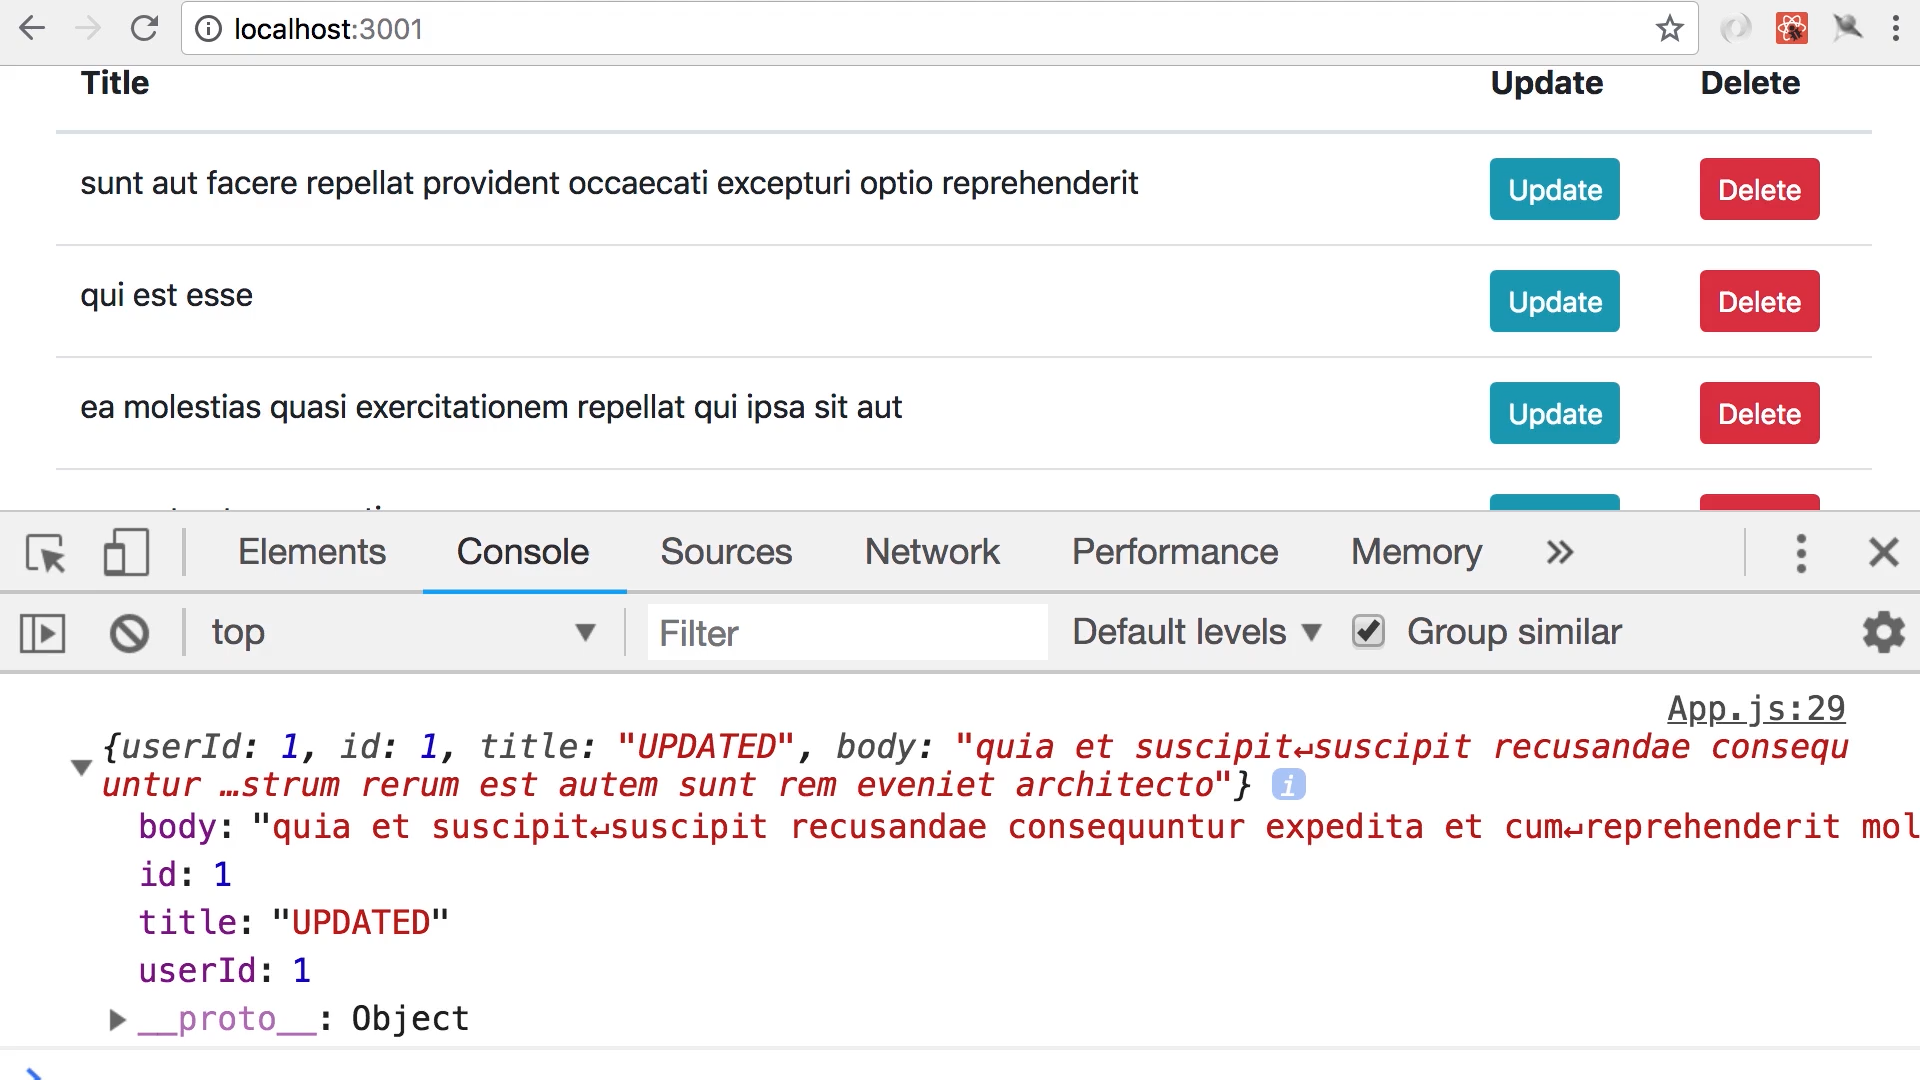 localhost:3001
Title Update Delete
sunt aut facere repellat provident occaecati excepturi optio reprehenderit Update Delete
qui est esse Update Delete
ea molestias quasi exercitationem repellat qui ipsa sit aut Update Delete
Elements Console Sources Network Performance Memory »
top ▼ Filter Default levels ▼ Group similar
App.js:29
{userId: 1, id: 1, title: "UPDATED", body: "quia et suscipit↵suscipit recusandae consequ
untur …strum rerum est autem sunt rem eveniet architecto"} i
body: "quia et suscipit↵suscipit recusandae consequuntur expedita et cum↵reprehenderit mol
id: 1
title: "UPDATED"
userId: 1
__proto__: Object